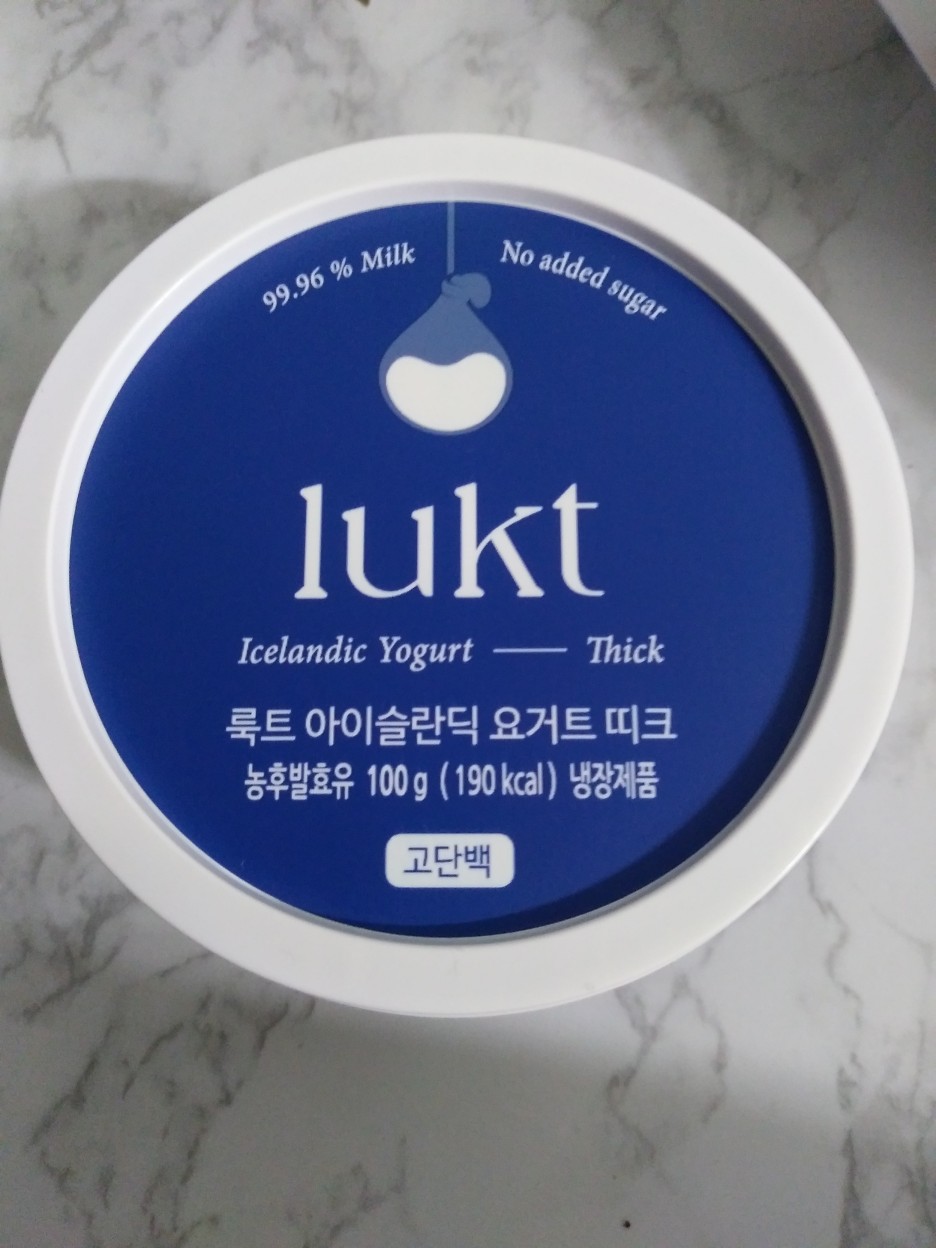 99.96 % Milk
No added sugar
lukt
Icelandic Yogurt — Thick
룩트 아이슬란딕 요거트 띠크
농후발효유 100 g ( 190 kcal ) 냉장제품
고단백